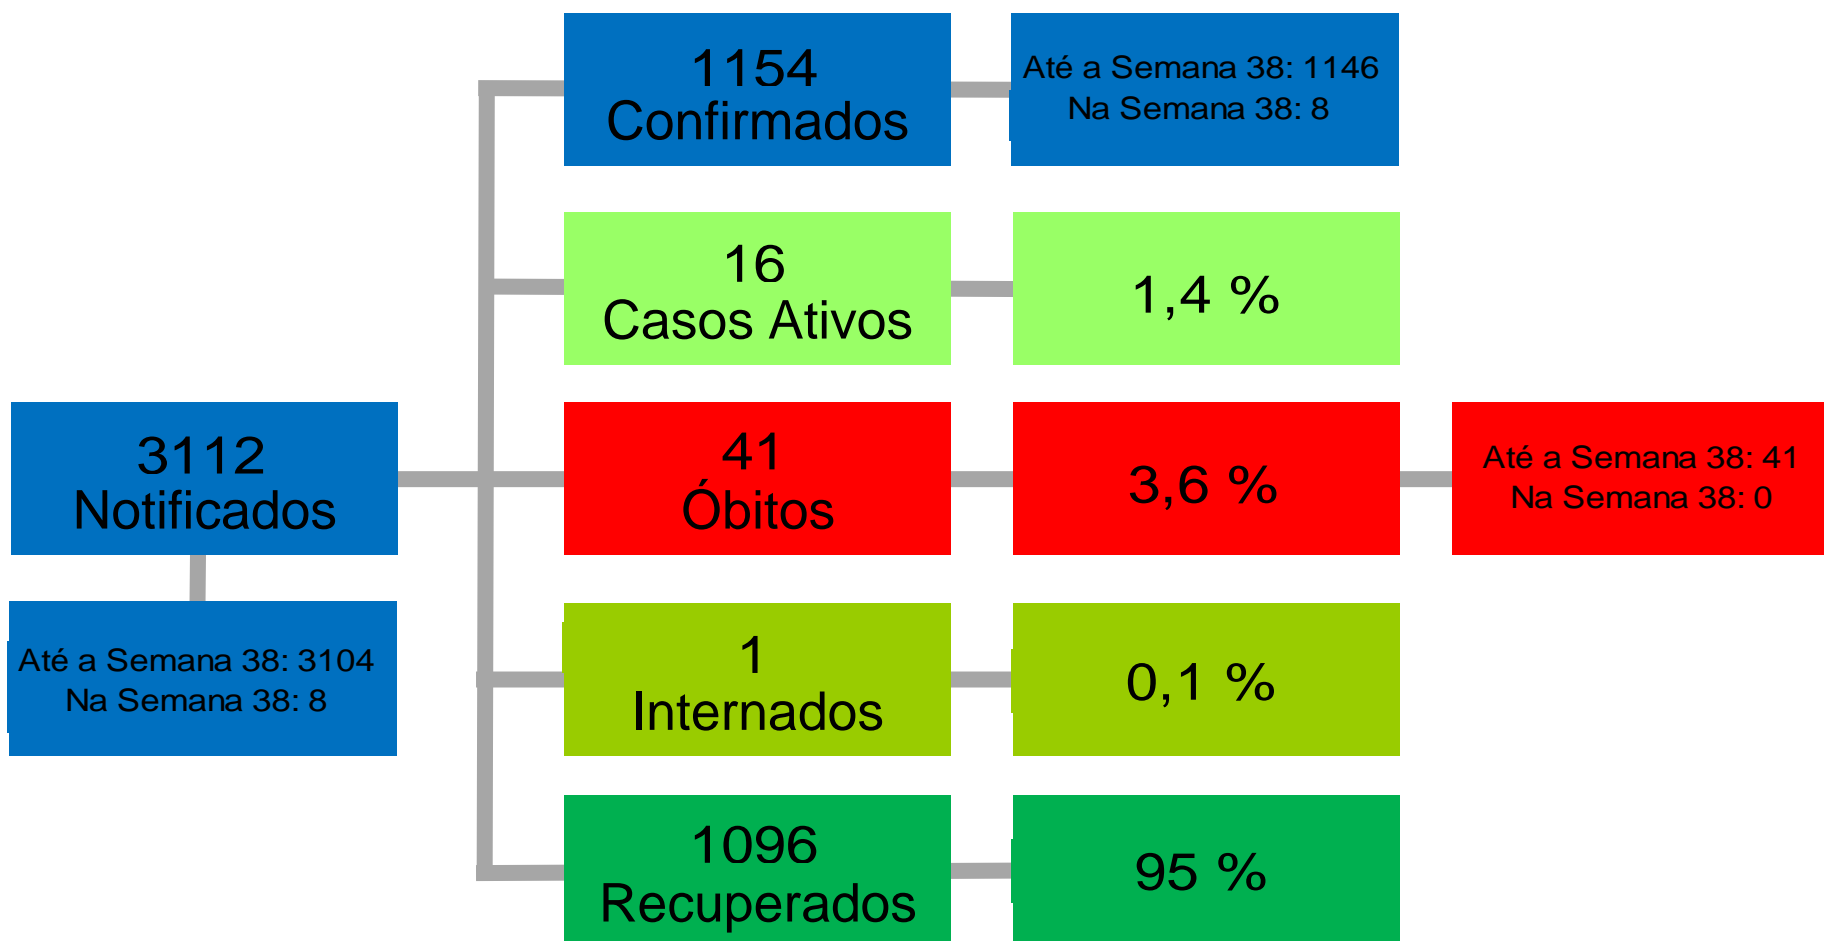 1154
Confirmados
Até a Semana 38: 1146
Na Semana 38: 8
16
Casos Ativos
1,4 %
3112
Notificados
41
Óbitos
3,6 %
Até a Semana 38: 41
Na Semana 38: 0
Até a Semana 38: 3104
Na Semana 38: 8
1
Internados
0,1 %
1096
Recuperados
95 %